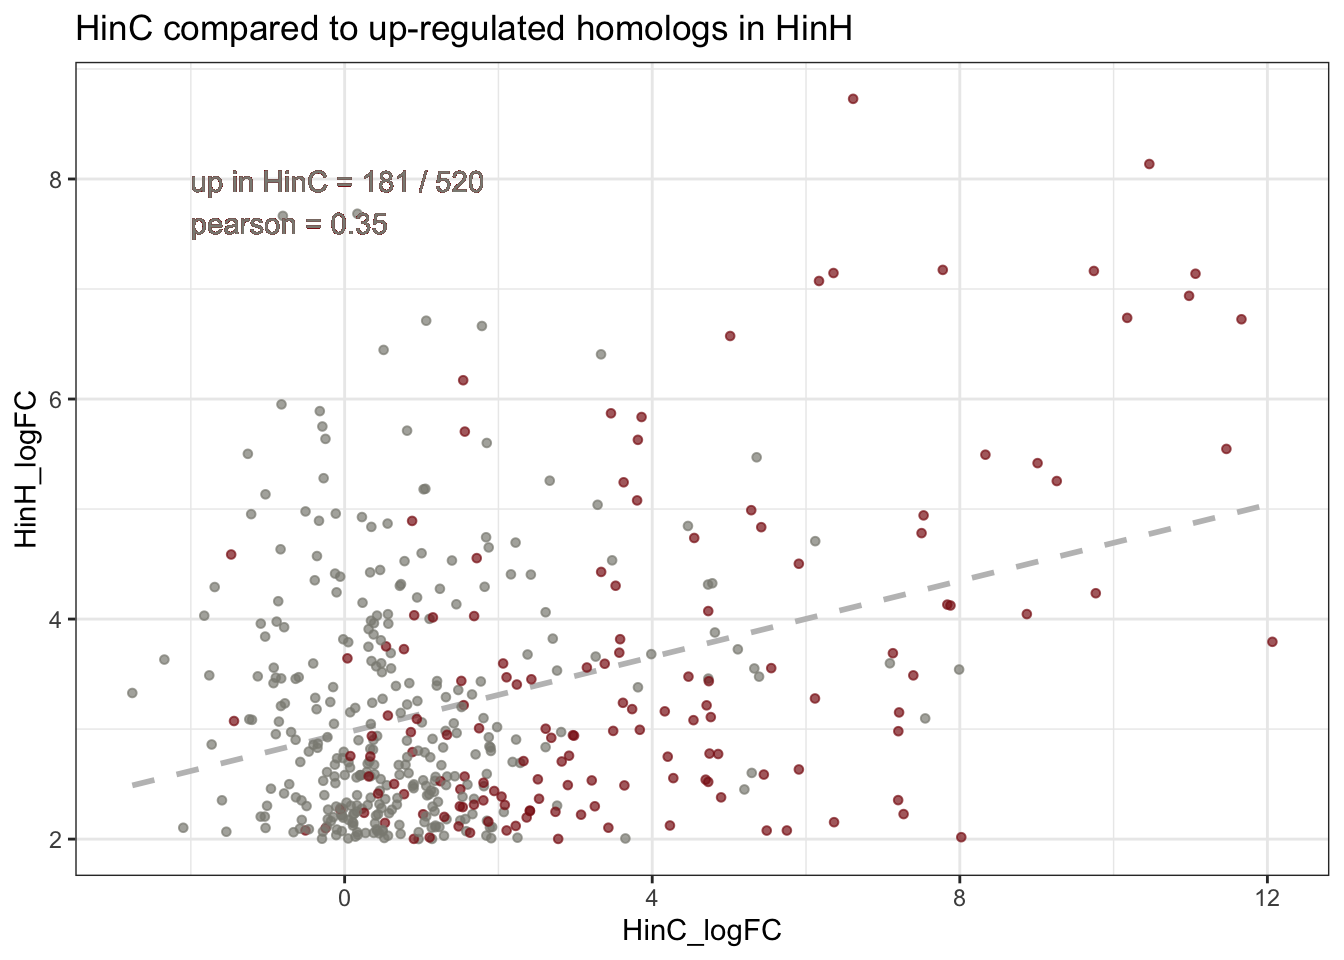 HinC compared to up-regulated homologs in HinH
up in HinC = 181 / 520
pearson = 0.35
8
6
4
2
HinH_logFC
0
4
8
12
HinC_logFC